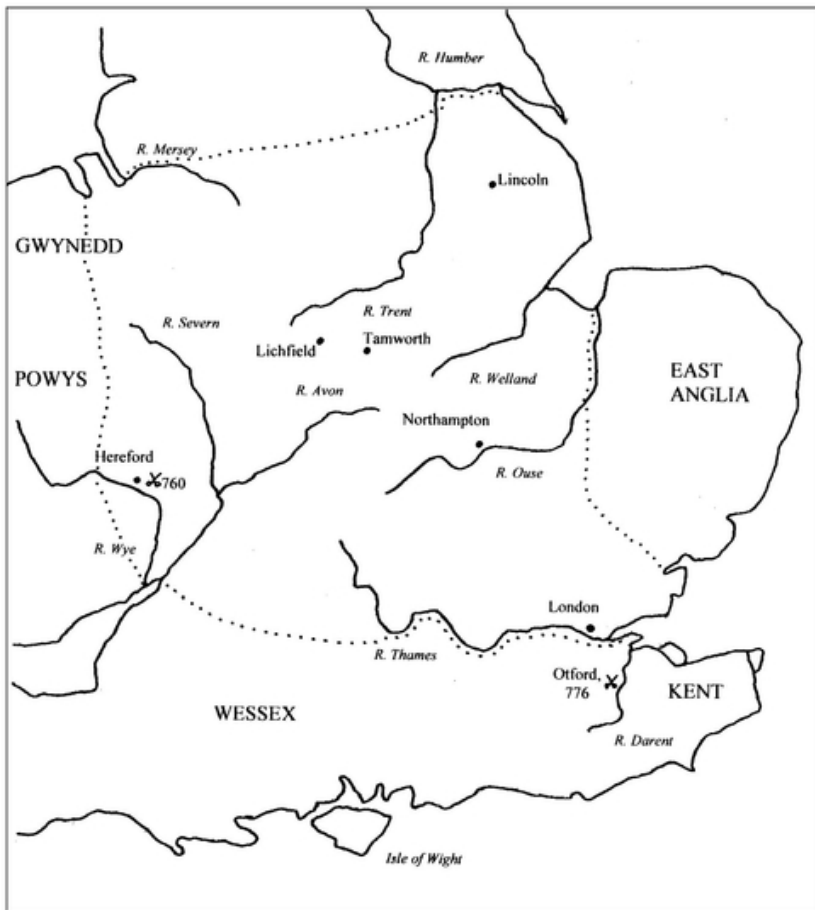 R. Humber
R. Mersey
Lincoln
GWYNEDD
R. Severn
R. Trent
Lichfield
Tamworth
POWYS
R. Avon
R. Welland
EAST
ANGLIA
Northampton
Hereford
760
R. Ouse
R. Wye
London
R. Thames
Otford,
776
KENT
WESSEX
R. Darent
Isle of Wight